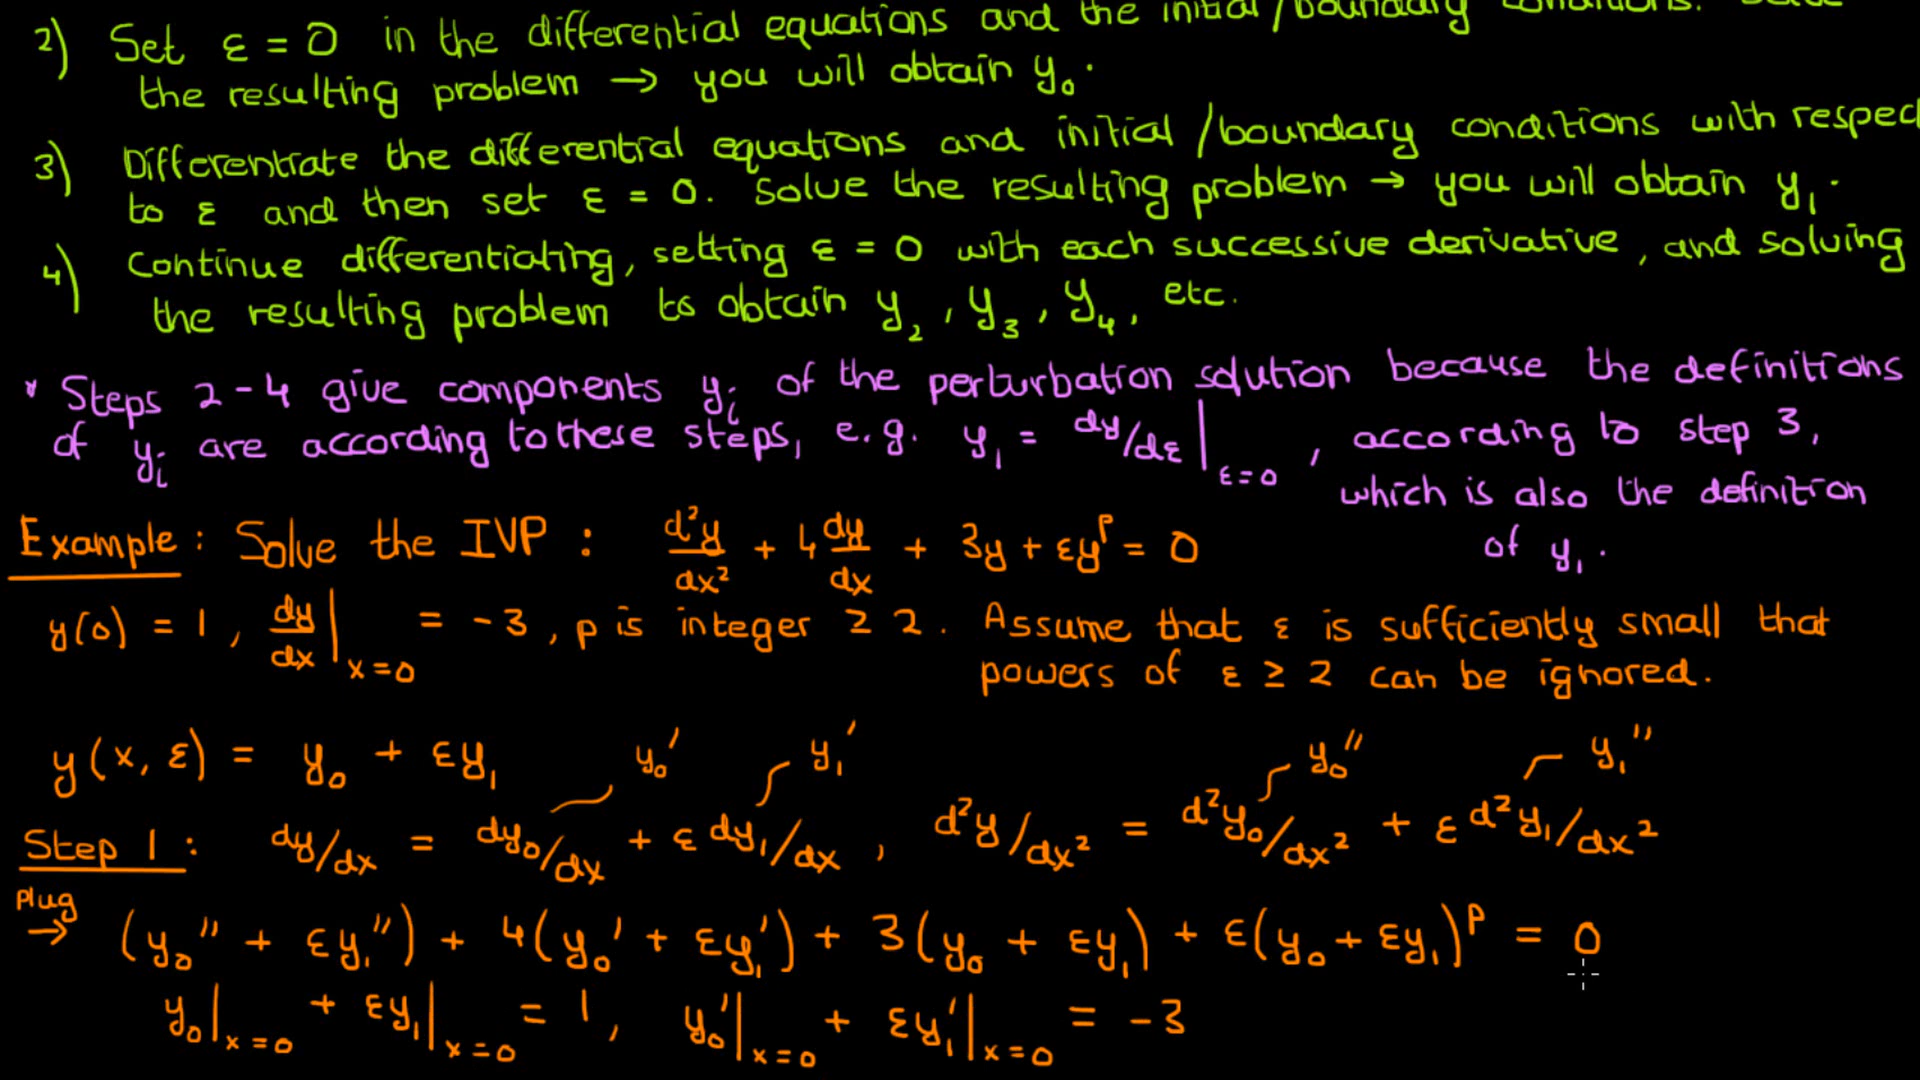 2) Set ε = 0 in the differential equations and the initial/boundary conditions. Solve
the resulting problem → you will obtain y₀.
3) Differentiate the differential equations and initial/boundary conditions with respect
to ε and then set ε = 0. Solve the resulting problem → you will obtain y₁.
4) Continue differentiating, setting ε = 0 with each successive derivative, and solving
the resulting problem to obtain y₂, y₃, y₄, etc.
* Steps 2-4 give components yᵢ of the perturbation solution because the definitions
of yᵢ are according to these steps, e.g. y₁ = dy/dε|ε=0, according to step 3,
which is also the definition
of y₁.
Example: Solve the IVP: d²y/dx² + 4 dy/dx + 3y + εyᵖ = 0
y(0) = 1, dy/dx|x=0 = -3, p is integer ≥ 2. Assume that ε is sufficiently small that
powers of ε ≥ 2 can be ignored.
y(x, ε) = y₀ + εy₁
y₀' y₁' y₀'' y₁''
Step 1: dy/dx = dy₀/dx + ε dy₁/dx, d²y/dx² = d²y₀/dx² + ε d²y₁/dx²
Plug → (y₀'' + εy₁'') + 4(y₀' + εy₁') + 3(y₀ + εy₁) + ε(y₀ + εy₁)ᵖ = 0
y₀|x=0 + εy₁|x=0 = 1, y₀'|x=0 + εy₁'|x=0 = -3